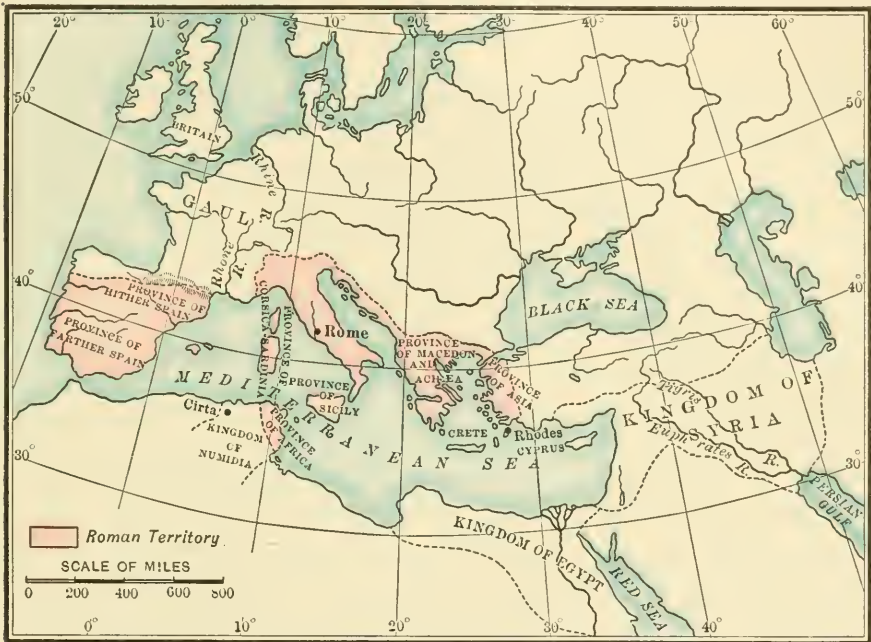 20° 10° 0° 10° 20° 30° 40° 50° 60°
50° 50°
40° 40°
30° 30°
BRITAIN
Rhine R.
GAUL
Rhone R.
PROVINCE OF
HITHER SPAIN
PROVINCE OF
FARTHER SPAIN
PROVINCE OF
CORSICA-SARDINIA
Rome
PROVINCE
OF MACEDON
AND
ACHÆA
PROVINCE
OF
ASIA
BLACK SEA
MEDITERRANEAN SEA
PROVINCE
OF
SICILY
Cirta
KINGDOM
OF
NUMIDIA
PROVINCE
OF AFRICA
CRETE
Rhodes
CYPRUS
KINGDOM OF
SYRIA
Tigris R.
Euphrates R.
PERSIAN
GULF
KINGDOM OF EGYPT
RED SEA
Roman Territory
SCALE OF MILES
0 200 400 600 800
0° 10° 20° 30° 40°